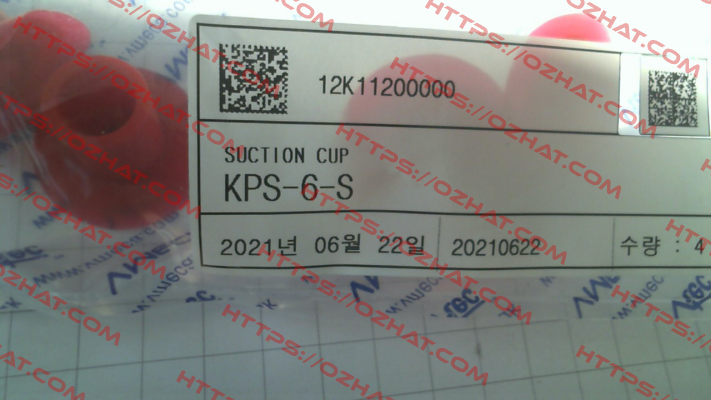 12K11200000
SUCTION CUP
KPS-6-S
2021년 06월 22일 20210622 수량 : 4
HTTPS://OZHAT.COM